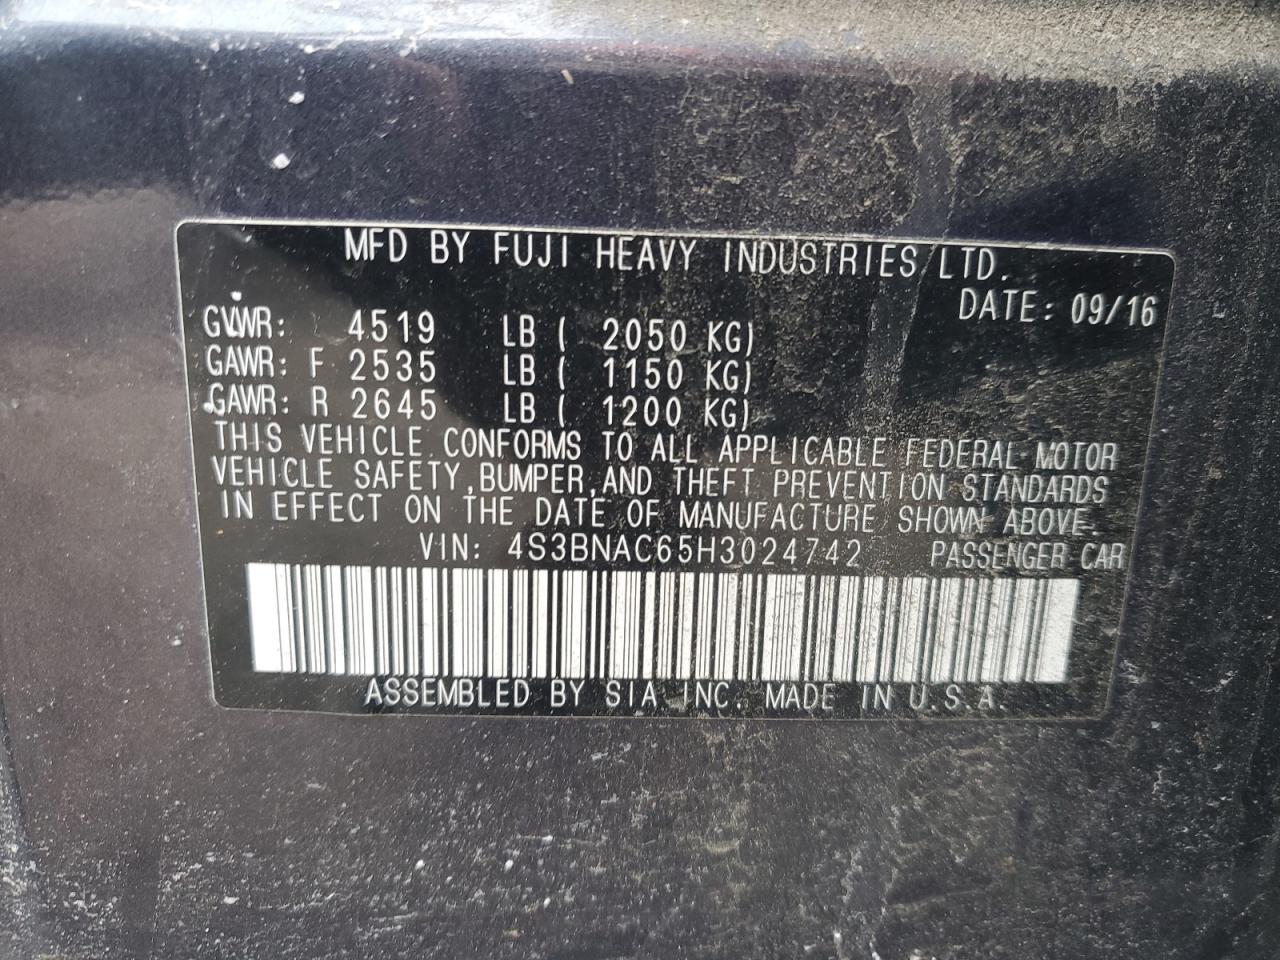 MFD BY FUJI HEAVY INDUSTRIES LTD.
DATE: 09/16
GVWR: 4519 LB ( 2050 KG)
GAWR: F 2535 LB ( 1150 KG)
GAWR: R 2645 LB ( 1200 KG)
THIS VEHICLE CONFORMS TO ALL APPLICABLE FEDERAL MOTOR
VEHICLE SAFETY, BUMPER, AND THEFT PREVENTION STANDARDS
IN EFFECT ON THE DATE OF MANUFACTURE SHOWN ABOVE.
VIN: 4S3BNAC65H3024742 PASSENGER CAR
ASSEMBLED BY SIA INC. MADE IN U.S.A.